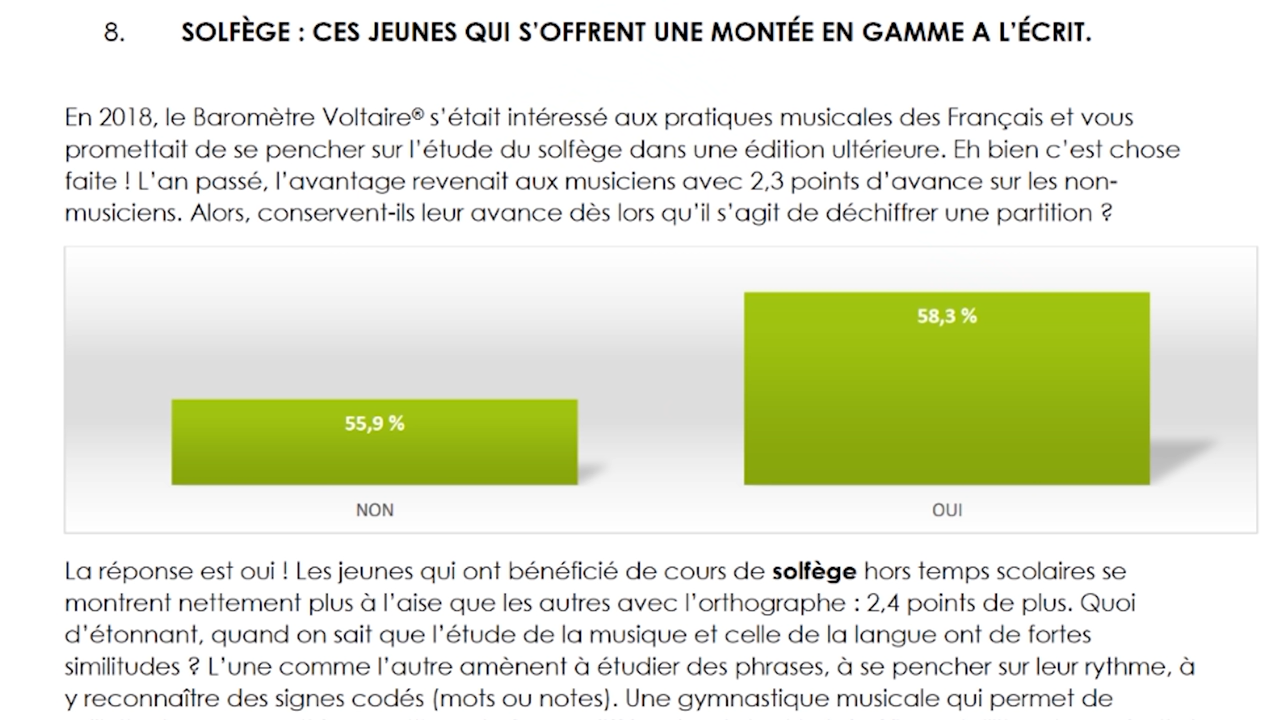 8. SOLFÈGE : CES JEUNES QUI S’OFFRENT UNE MONTÉE EN GAMME A L’ÉCRIT.
En 2018, le Baromètre Voltaire® s’était intéressé aux pratiques musicales des Français et vous
promettait de se pencher sur l’étude du solfège dans une édition ultérieure. Eh bien c’est chose
faite ! L’an passé, l’avantage revenait aux musiciens avec 2,3 points d’avance sur les non-
musiciens. Alors, conservent-ils leur avance dès lors qu’il s’agit de déchiffrer une partition ?
58,3 %
55,9 %
NON OUI
La réponse est oui ! Les jeunes qui ont bénéficié de cours de solfège hors temps scolaires se
montrent nettement plus à l’aise que les autres avec l’orthographe : 2,4 points de plus. Quoi
d’étonnant, quand on sait que l’étude de la musique et celle de la langue ont de fortes
similitudes ? L’une comme l’autre amènent à étudier des phrases, à se pencher sur leur rythme, à
y reconnaître des signes codés (mots ou notes). Une gymnastique musicale qui permet de